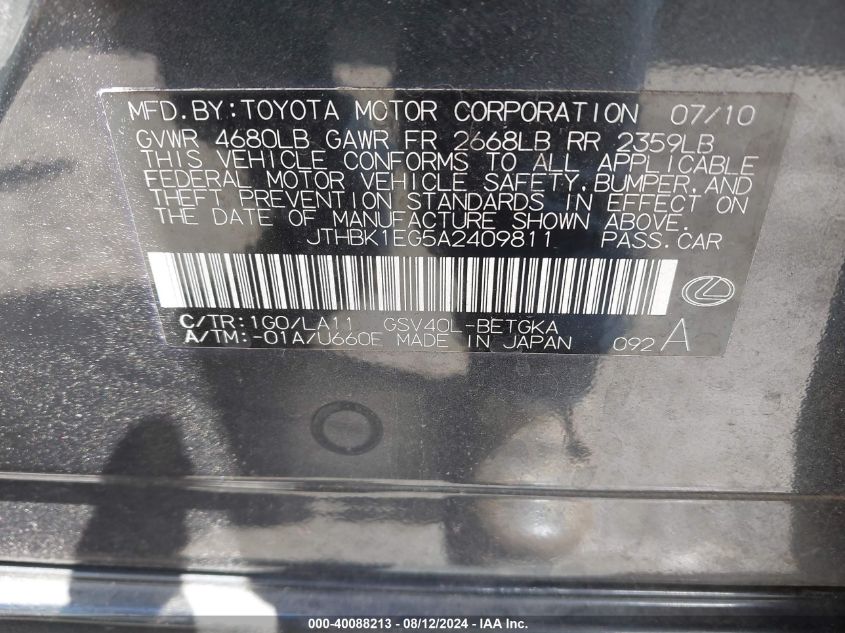 MFD.BY:TOYOTA MOTOR CORPORATION 07/10
GVWR 4680LB GAWR FR 2668LB RR 2359LB
THIS VEHICLE CONFORMS TO ALL APPLICABLE
FEDERAL MOTOR VEHICLE SAFETY,BUMPER,AND
THEFT PREVENTION STANDARDS IN EFFECT ON
THE DATE OF MANUFACTURE SHOWN ABOVE.
JTHBK1EG5A2409811 PASS.CAR
C/TR:1G0/LA11 GSV40L-BETGKA
A/TM:-01A/U660E MADE IN JAPAN 092 A
000-40088213 - 08/12/2024 - © IAA Inc.